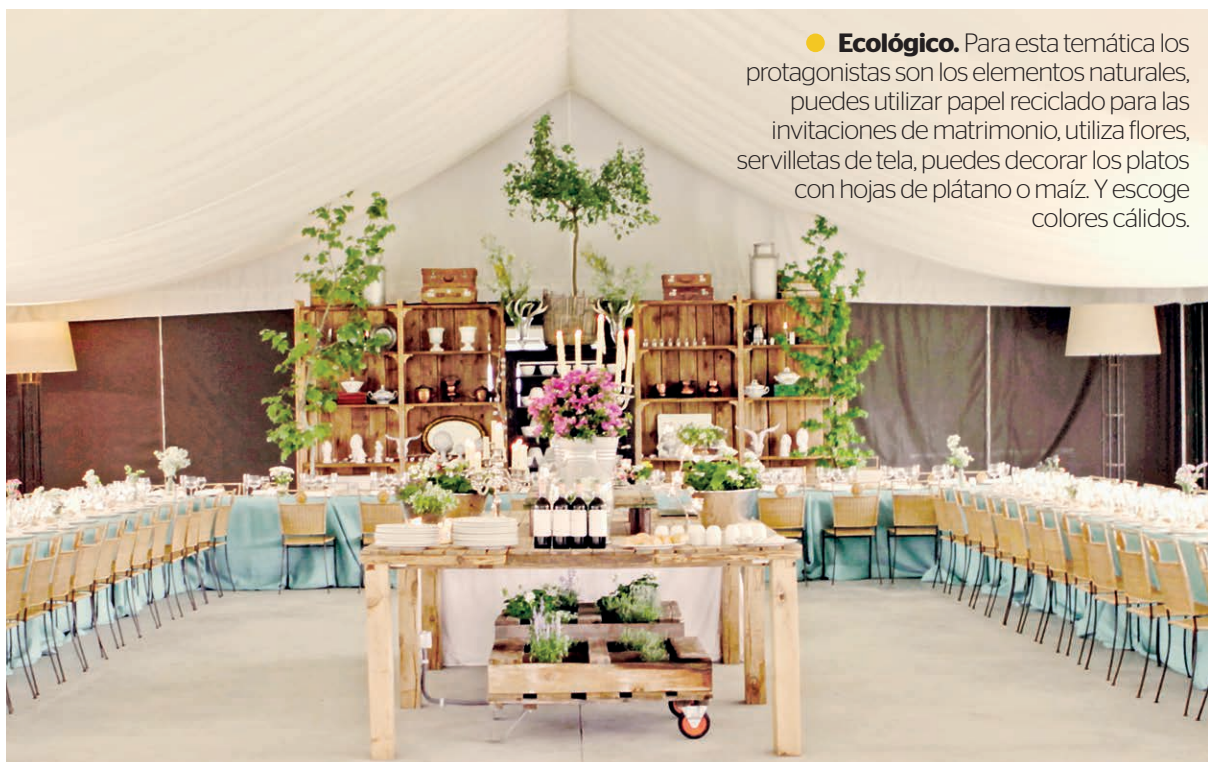 Ecológico. Para esta temática los
protagonistas son los elementos naturales,
puedes utilizar papel reciclado para las
invitaciones de matrimonio, utiliza flores,
servilletas de tela, puedes decorar los platos
con hojas de plátano o maíz. Y escoge
colores cálidos.